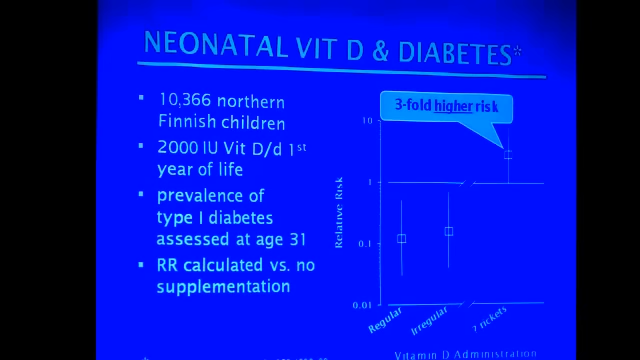 NEONATAL VIT D & DIABETES*
▪ 10,366 northern
Finnish children
▪ 2000 IU Vit D/d 1st
year of life
▪ prevalence of
type I diabetes
assessed at age 31
▪ RR calculated vs. no
supplementation
3-fold higher risk
10
1
0.1
0.01
Relative Risk
Regular
Irregular
? rickets
Vitamin D Administration
*